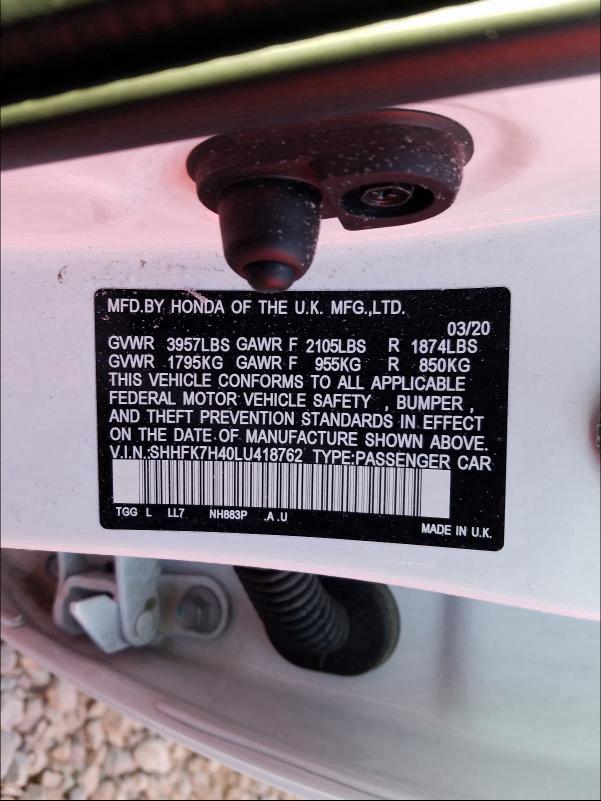 MFD.BY HONDA OF THE U.K. MFG.,LTD.
03/20
GVWR 3957LBS GAWR F 2105LBS R 1874LBS
GVWR 1795KG GAWR F 955KG R 850KG
THIS VEHICLE CONFORMS TO ALL APPLICABLE
FEDERAL MOTOR VEHICLE SAFETY , BUMPER ,
AND THEFT PREVENTION STANDARDS IN EFFECT
ON THE DATE OF MANUFACTURE SHOWN ABOVE.
V.I.N.:SHHFK7H40LU418762 TYPE:PASSENGER CAR
TGG L LL7 NH883P .A .U
MADE IN U.K.